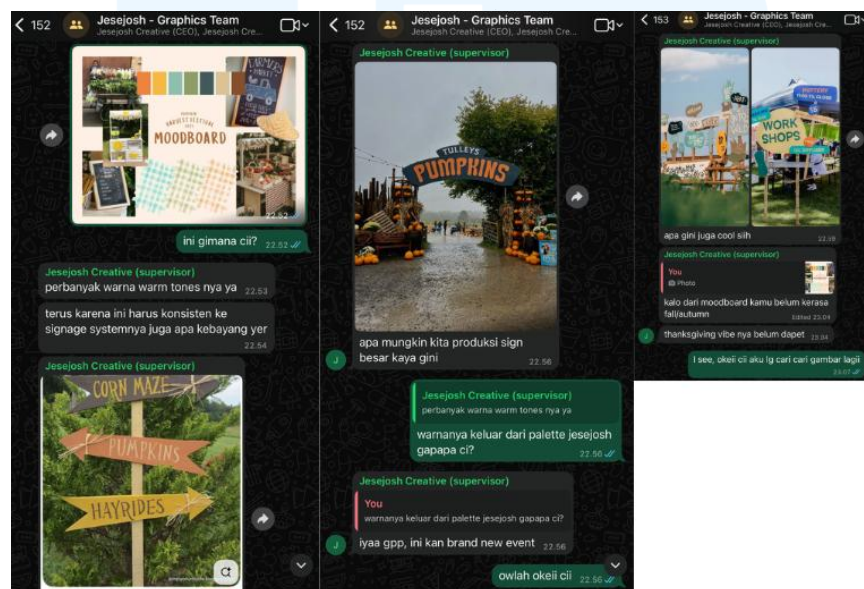 152
Jesejosh - Graphics Team
Jesejosh Creative (CEO), Jesejosh Cre...
FARMERS MARKET
HARVEST FESTIVAL
MOODBOARD
22.52
ini gimana cii? 22.52
Jesejosh Creative (supervisor)
perbanyak warna warm tones nya ya 22.53
terus karena ini harus konsisten ke
signage systemnya juga apa kebayang yer
22.54
Jesejosh Creative (supervisor)
CORN MAZE
PUMPKINS
HAYRIDES
152
Jesejosh - Graphics Team
Jesejosh Creative (CEO), Jesejosh Cre...
Jesejosh Creative (supervisor)
TULLEYS
PUMPKINS
apa mungkin kita produksi sign
besar kaya gini 22.56
Jesejosh Creative (supervisor)
perbanyak warna warm tones nya ya
warnanya keluar dari palette jesejosh
gapapa ci? 22.56
Jesejosh Creative (supervisor)
You
warnanya keluar dari palette jesejosh gapapa ci?
J
iyaa gpp, ini kan brand new event 22.56
owlah okeii cii 22.56
153
Jesejosh - Graphics Team
Jesejosh Creative (CEO), Jesejosh Cre...
Jesejosh Creative (supervisor)
WORK
SHOPS
apa gini juga cool siih 22.58
Jesejosh Creative (supervisor)
You
Photo
kalo dari moodboard kamu belum kerasa
fall/autumn Edited 23.04
J
thanksgiving vibe nya belum dapet 23.04
I see, okeii cii aku lg cari cari gambar lagii
23.07